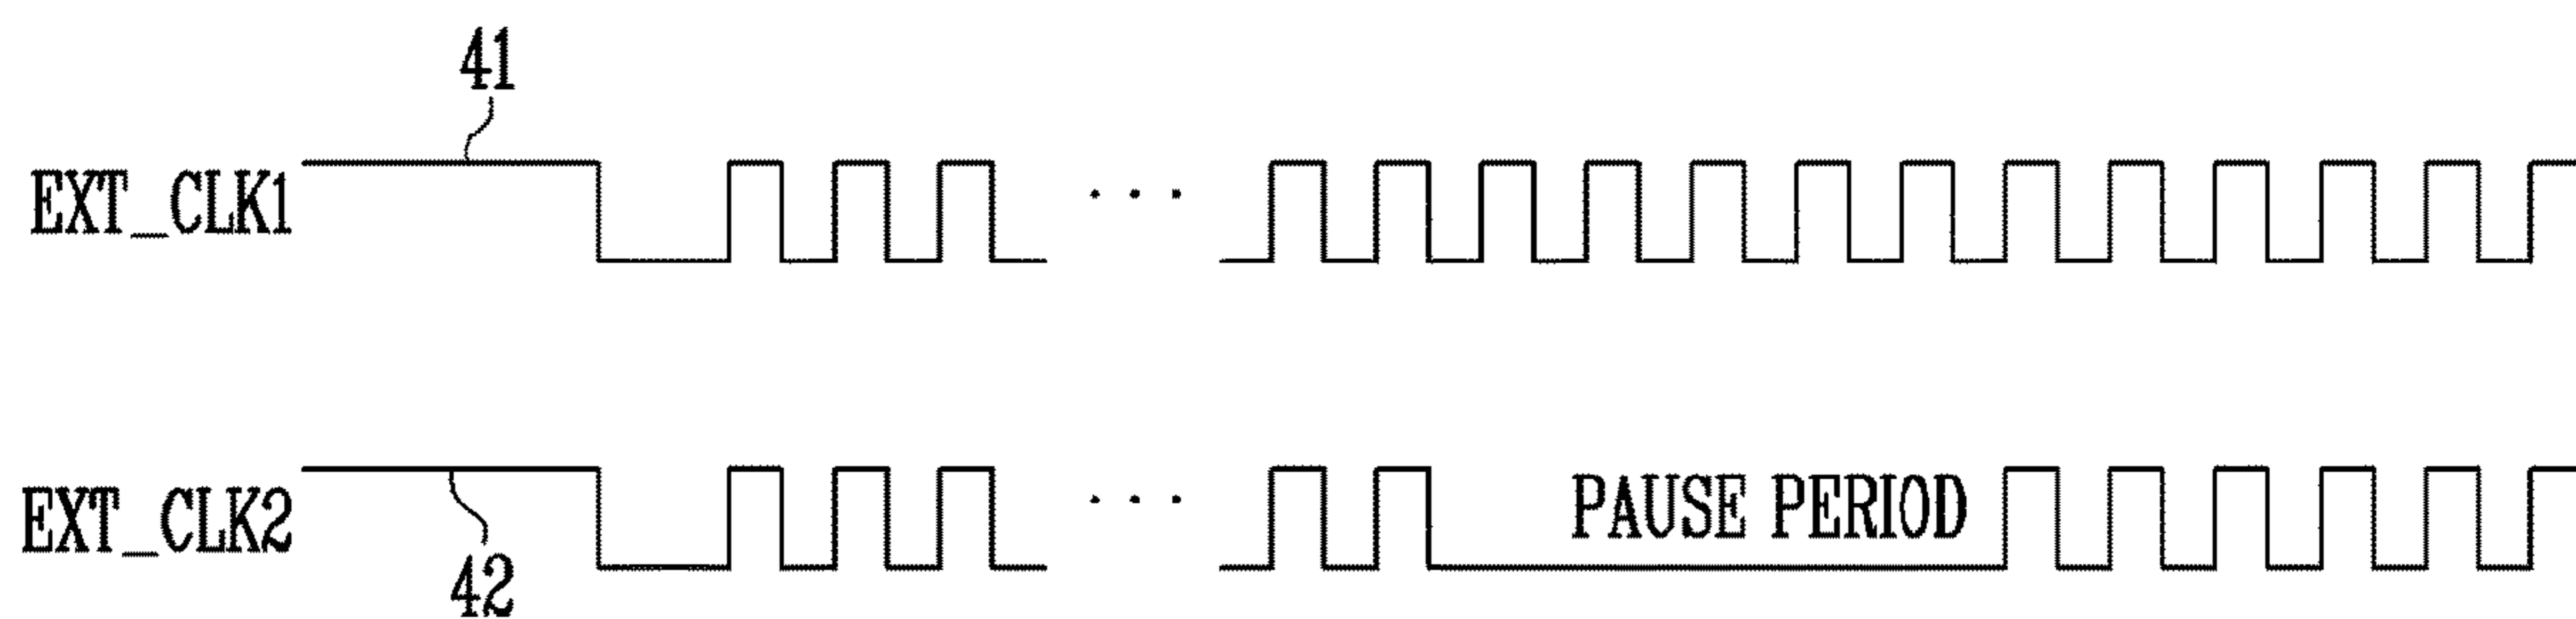 41
EXT_CLK1
. . .
EXT_CLK2
. . .
PAUSE PERIOD
42